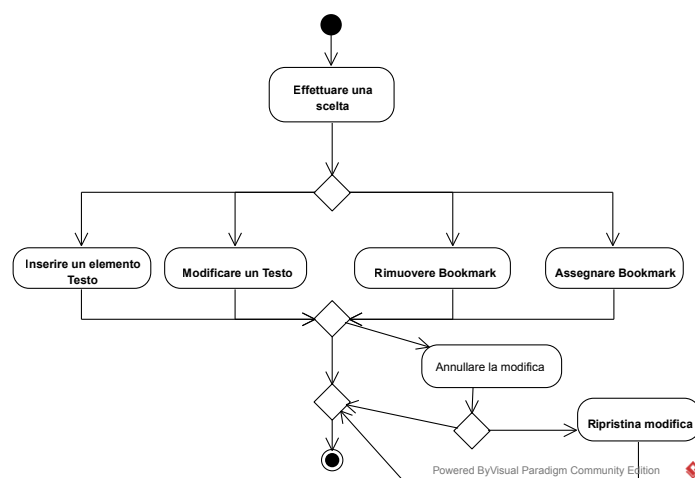 Effettuare una
scelta
Inserire un elemento
Testo
Modificare un Testo
Rimuovere Bookmark
Assegnare Bookmark
Annullare la modifica
Ripristina modifica
Powered ByVisual Paradigm Community Edition